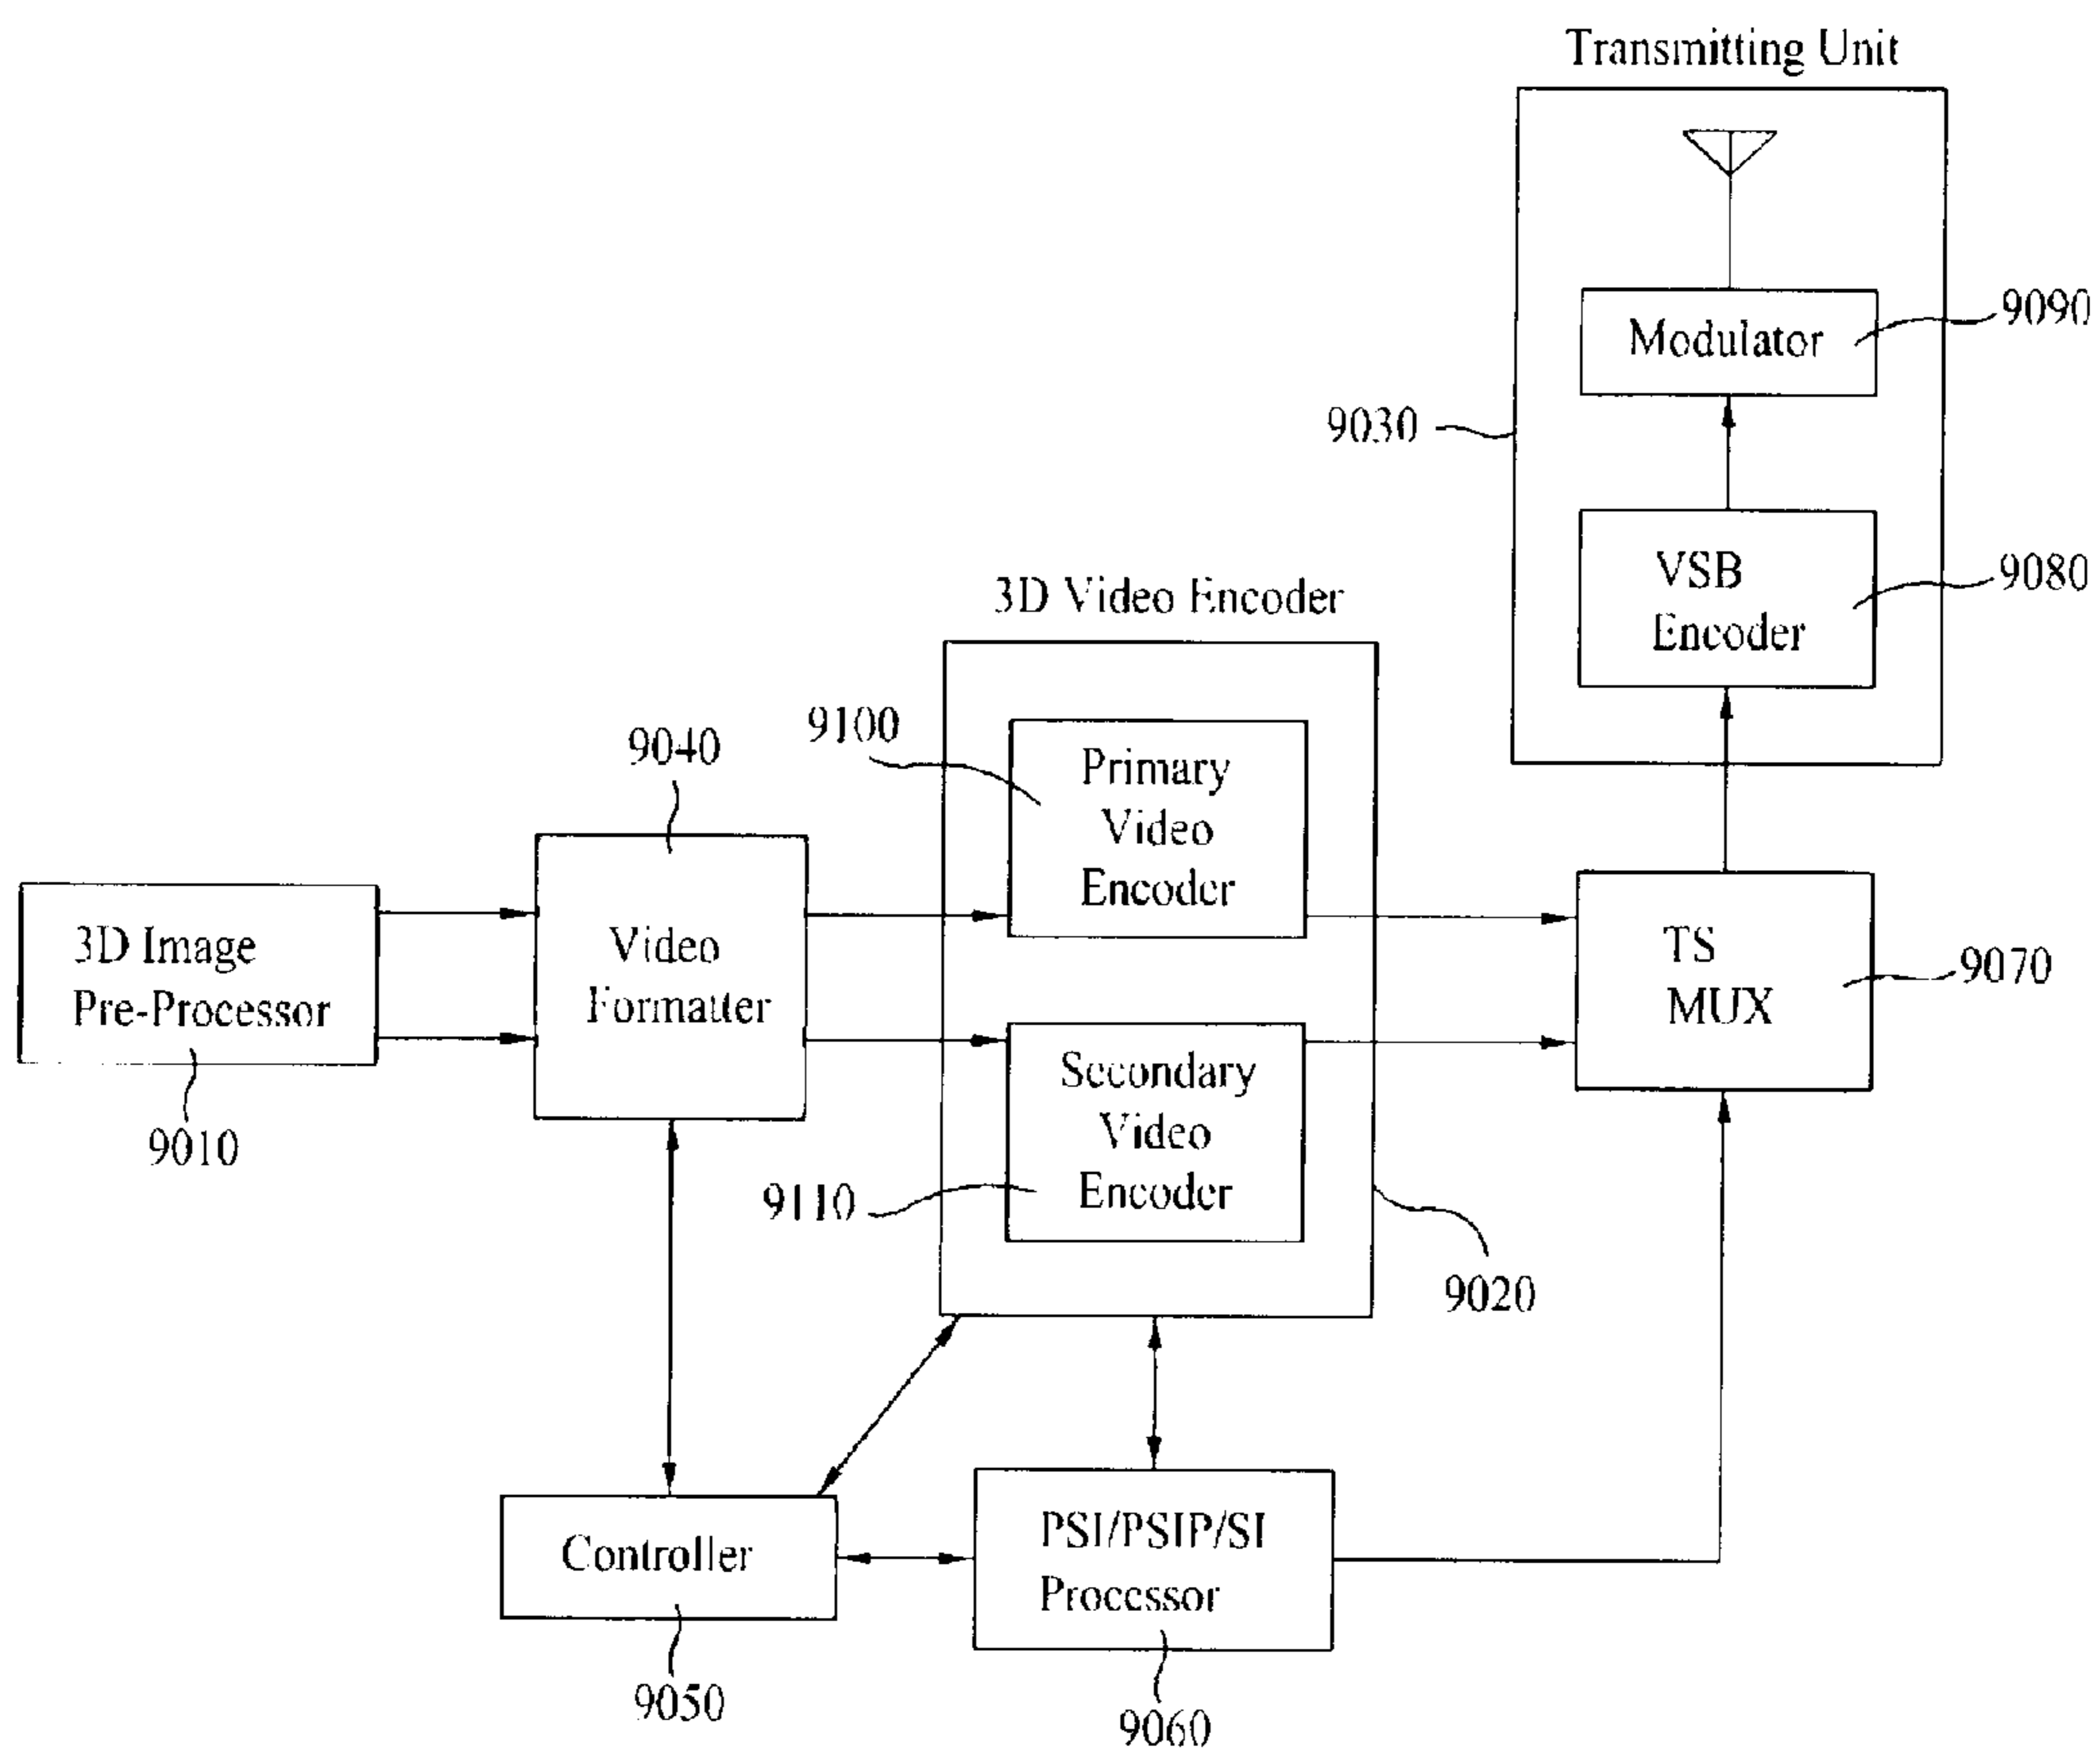 Transmitting Unit
Modulator
9090
9030
VSB
Encoder
9080
3D Video Encoder
9100
Primary
Video
Encoder
9040
3D Image
Pre-Processor
9010
Video
Formatter
TS
MUX
9070
Secondary
Video
Encoder
9110
9020
Controller
9050
PSI/PSIP/SI
Processor
9060